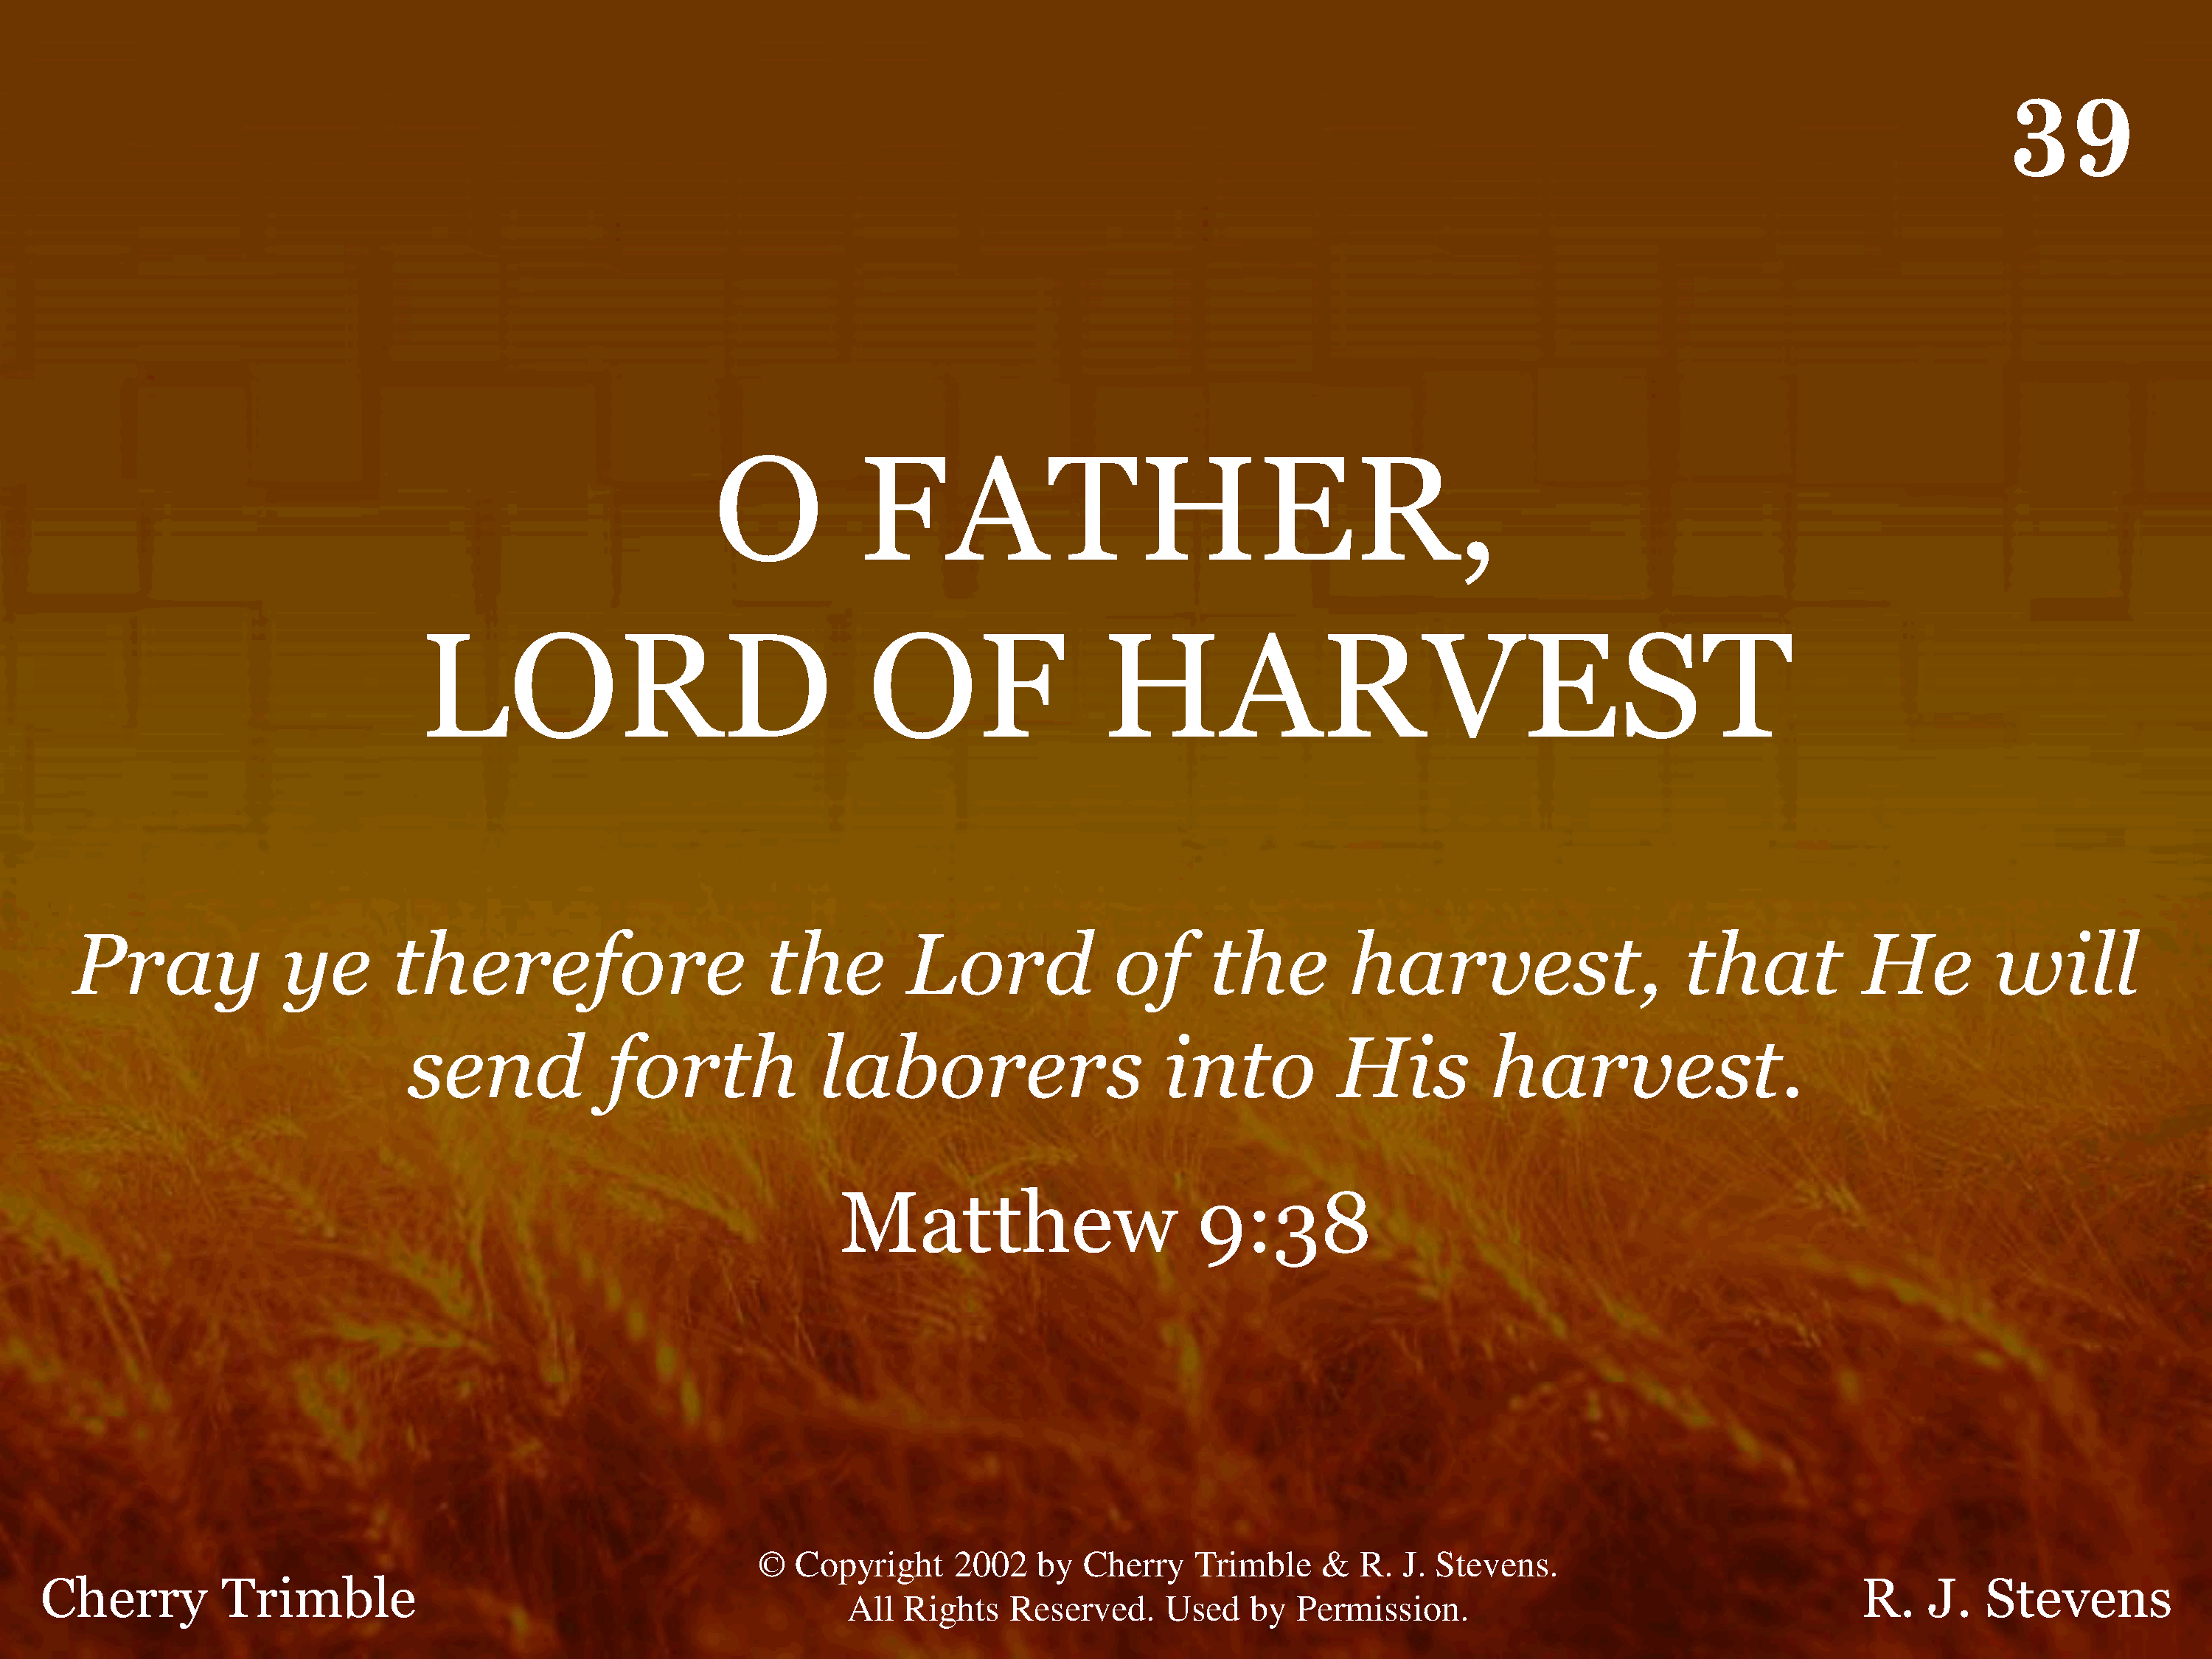 39
O FATHER,
LORD OF HARVEST
Pray ye therefore the Lord of the harvest, that He will
send forth laborers into His harvest.
Matthew 9:38
© Copyright 2002 by Cherry Trimble & R. J. Stevens.
All Rights Reserved. Used by Permission.
Cherry Trimble
R. J. Stevens